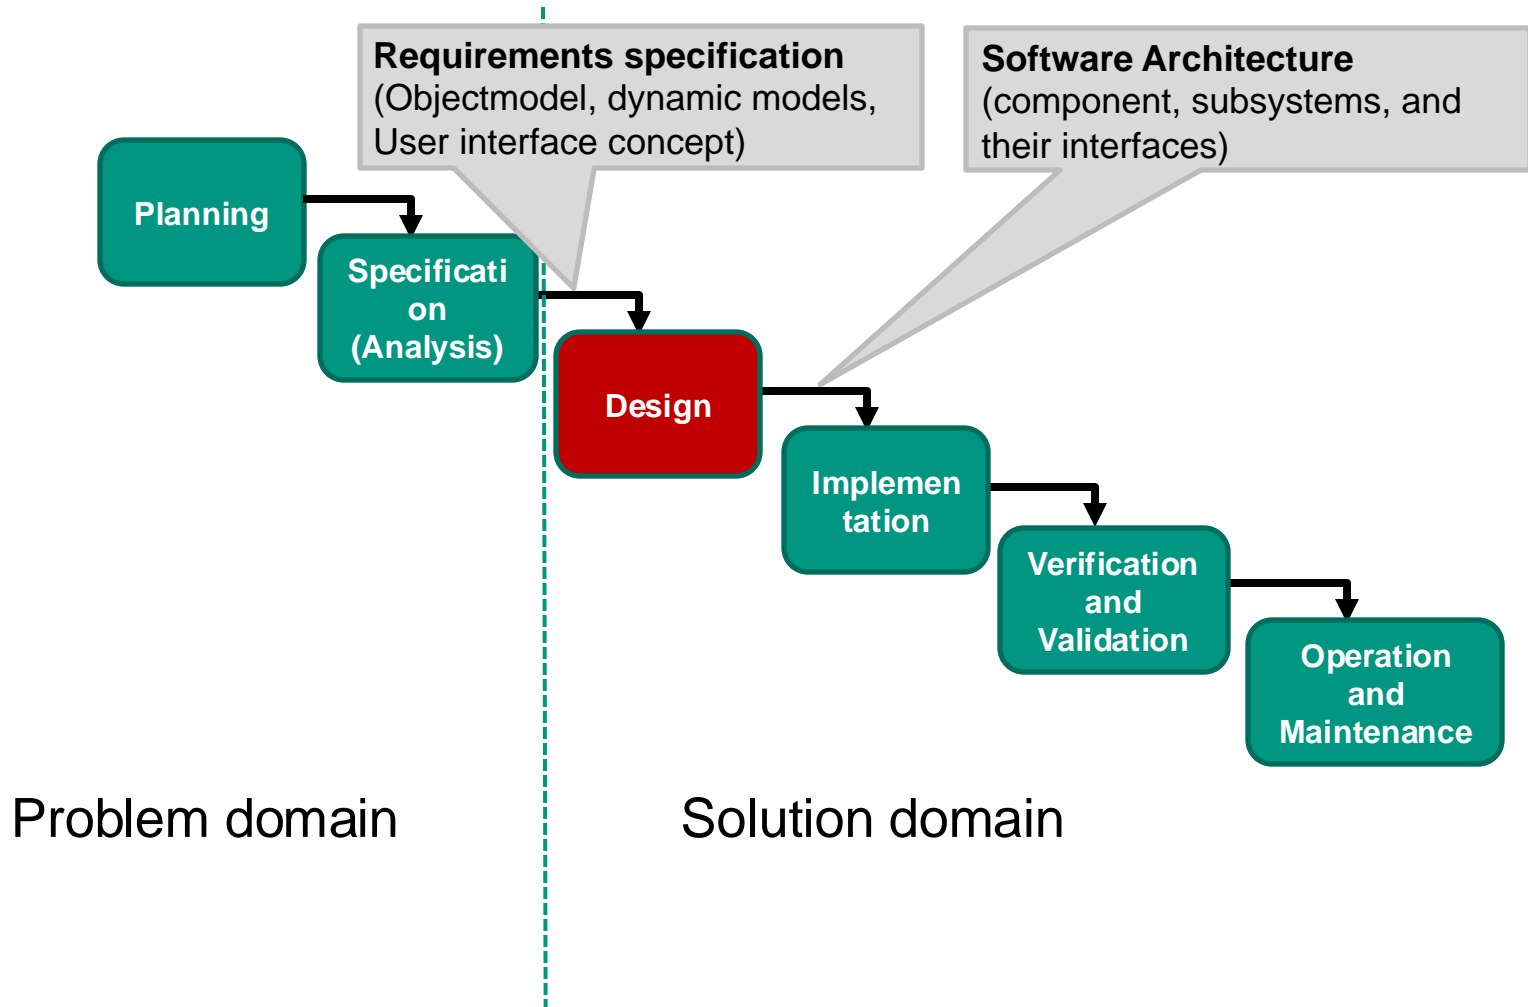 Requirements specification
(Objectmodel, dynamic models,
User interface concept)
Software Architecture
(component, subsystems, and
their interfaces)
Planning
Specificati
on
(Analysis)
Design
Implemen
tation
Verification
and
Validation
Operation
and
Maintenance
Problem domain
Solution domain